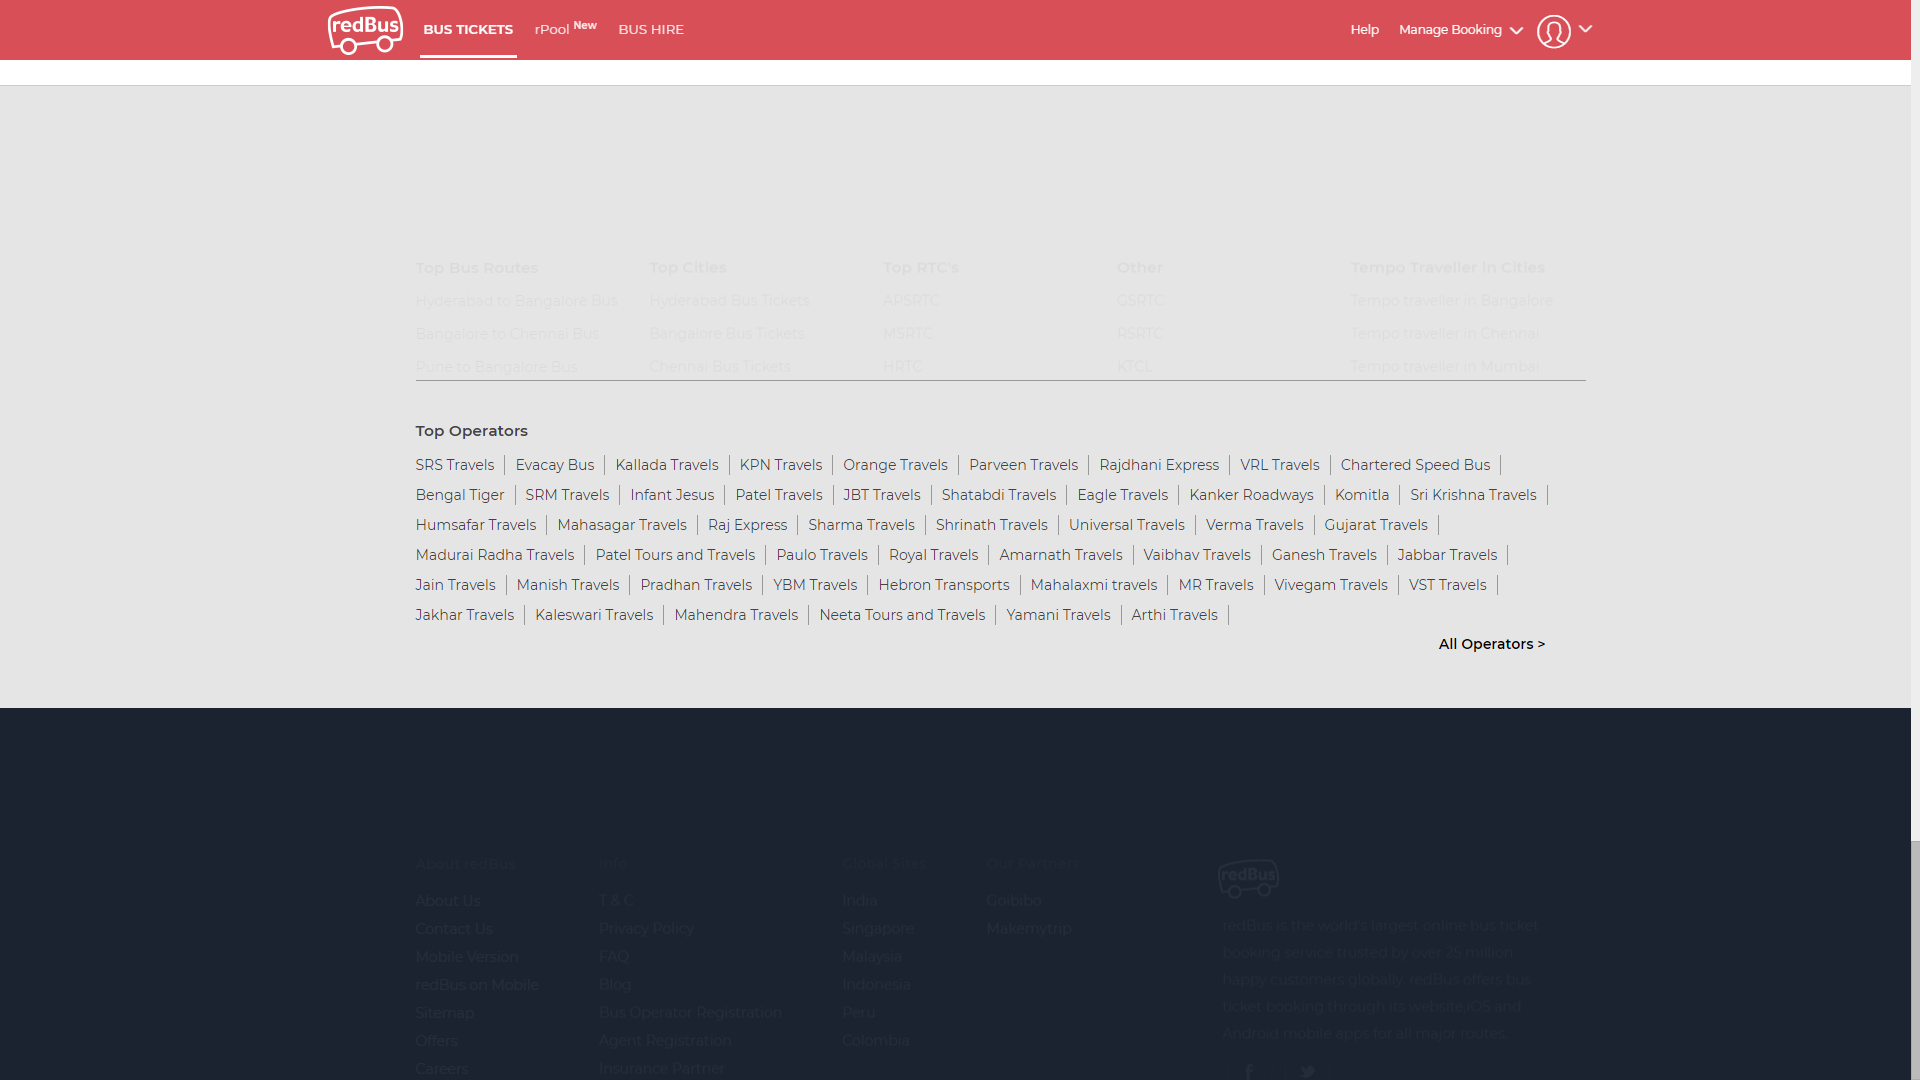 redBus BUS TICKETS rPool New BUS HIRE Help Manage Booking
Top Bus Routes Top Cities Top RTC's Other Tempo Traveller in Cities
Hyderabad to Bangalore Bus Hyderabad Bus Tickets APSRTC GSRTC Tempo traveller in Bangalore
Bangalore to Chennai Bus Bangalore Bus Tickets MSRTC RSRTC Tempo traveller in Chennai
Pune to Bangalore Bus Chennai Bus Tickets HRTC KTCL Tempo traveller in Mumbai
Top Operators
SRS Travels Evacay Bus Kallada Travels KPN Travels Orange Travels Parveen Travels Rajdhani Express VRL Travels Chartered Speed Bus
Bengal Tiger SRM Travels Infant Jesus Patel Travels JBT Travels Shatabdi Travels Eagle Travels Kanker Roadways Komitla Sri Krishna Travels
Humsafar Travels Mahasagar Travels Raj Express Sharma Travels Shrinath Travels Universal Travels Verma Travels Gujarat Travels
Madurai Radha Travels Patel Tours and Travels Paulo Travels Royal Travels Amarnath Travels Vaibhav Travels Ganesh Travels Jabbar Travels
Jain Travels Manish Travels Pradhan Travels YBM Travels Hebron Transports Mahalaxmi travels MR Travels Vivegam Travels VST Travels
Jakhar Travels Kaleswari Travels Mahendra Travels Neeta Tours and Travels Yamani Travels Arthi Travels
All Operators >
About redBus Info Global Sites Our Partners
redBus
About Us T & C India Goibibo
Contact Us Privacy Policy Singapore Makemytrip
Mobile Version FAQ Malaysia
redBus on Mobile Blog Indonesia
Sitemap Bus Operator Registration Peru
Offers Agent Registration Colombia
Careers Insurance Partner
redBus is the world's largest online bus ticket
booking service trusted by over 25 million
happy customers globally. redBus offers bus
ticket booking through its website,iOS and
Android mobile apps for all major routes.